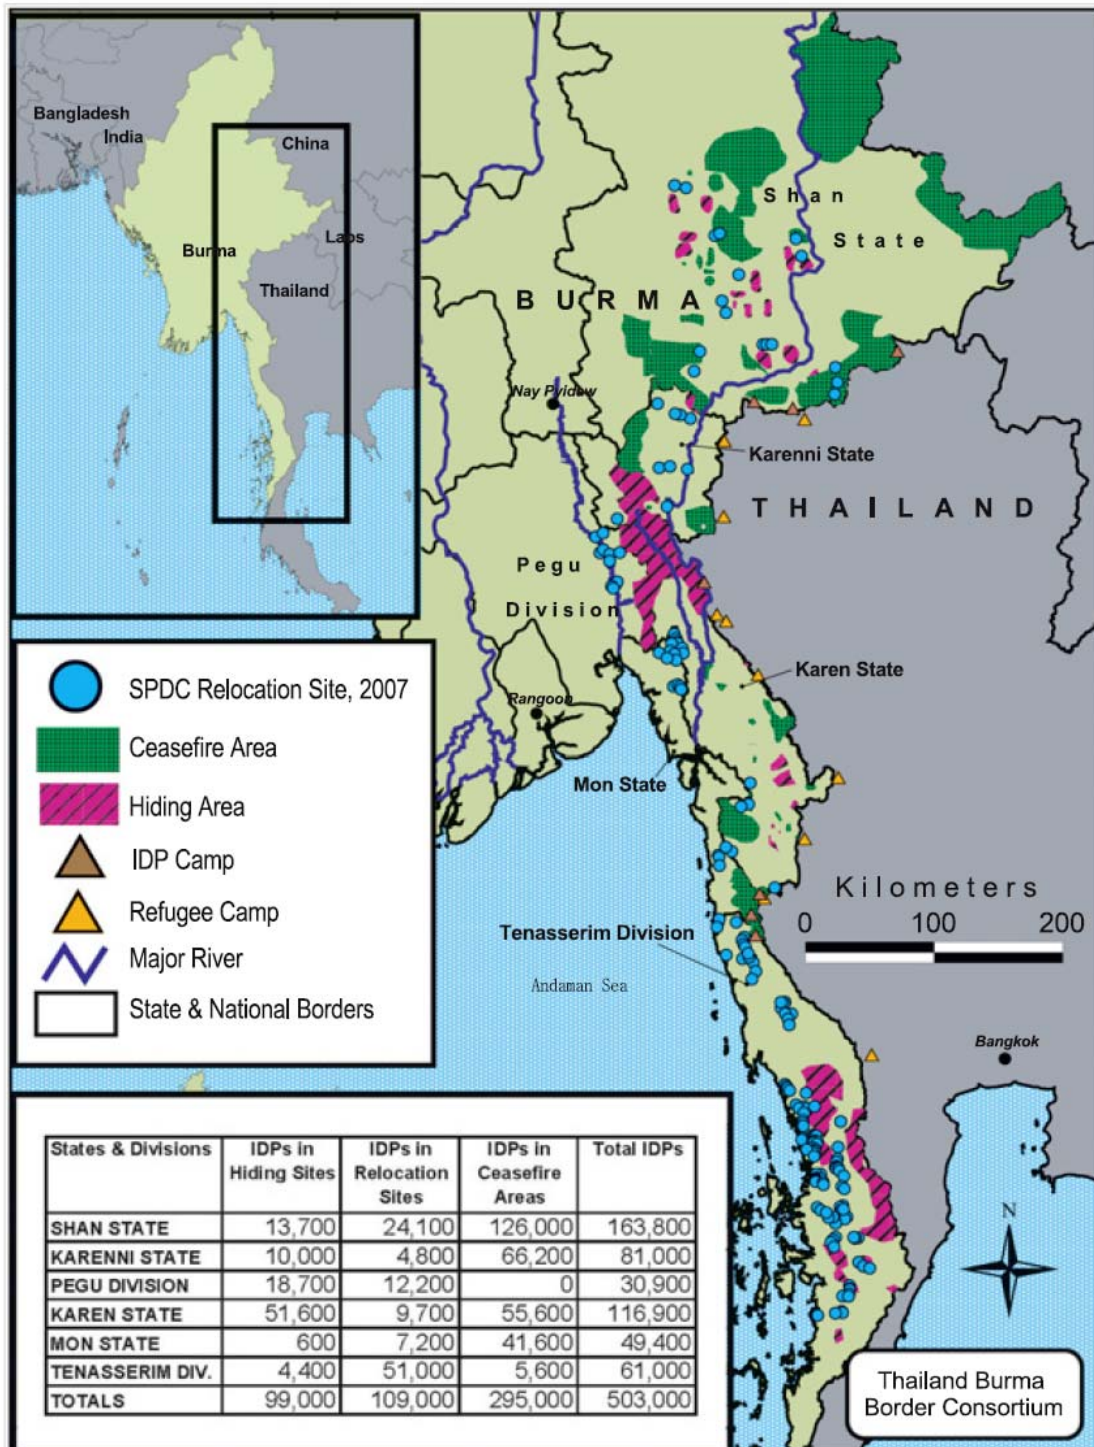 Bangladesh
India
China
Burma
Laos
Thailand
Shan
State
BURMA
Nay Pyidaw
Karenni State
THAILAND
Pegu
Division
Karen State
Rangoon
Mon State
Kilometers
0 100 200
Tenasserim Division
Andaman Sea
Bangkok
N
SPDC Relocation Site, 2007
Ceasefire Area
Hiding Area
IDP Camp
Refugee Camp
Major River
State & National Borders
States & Divisions IDPs in Hiding Sites IDPs in Relocation Sites IDPs in Ceasefire Areas Total IDPs
SHAN STATE 13,700 24,100 126,000 163,800
KARENNI STATE 10,000 4,800 66,200 81,000
PEGU DIVISION 18,700 12,200 0 30,900
KAREN STATE 51,600 9,700 55,600 116,900
MON STATE 600 7,200 41,600 49,400
TENASSERIM DIV. 4,400 51,000 5,600 61,000
TOTALS 99,000 109,000 295,000 503,000
Thailand Burma
Border Consortium